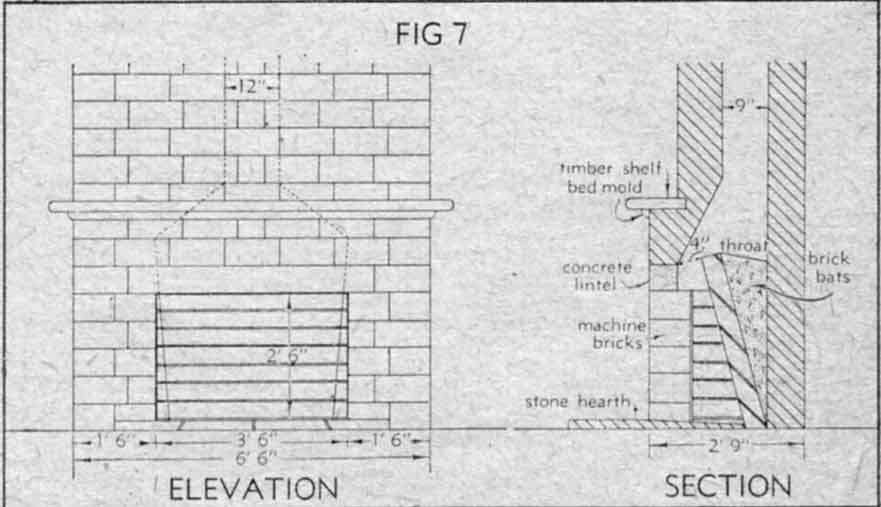 FIG 7
12"
2' 6"
1' 6"
3' 6"
1' 6"
6' 6"
ELEVATION
9"
timber shelf
bed mold
4" throat
brick
bats
concrete
lintel
machine
bricks
stone hearth
2' 9"
SECTION